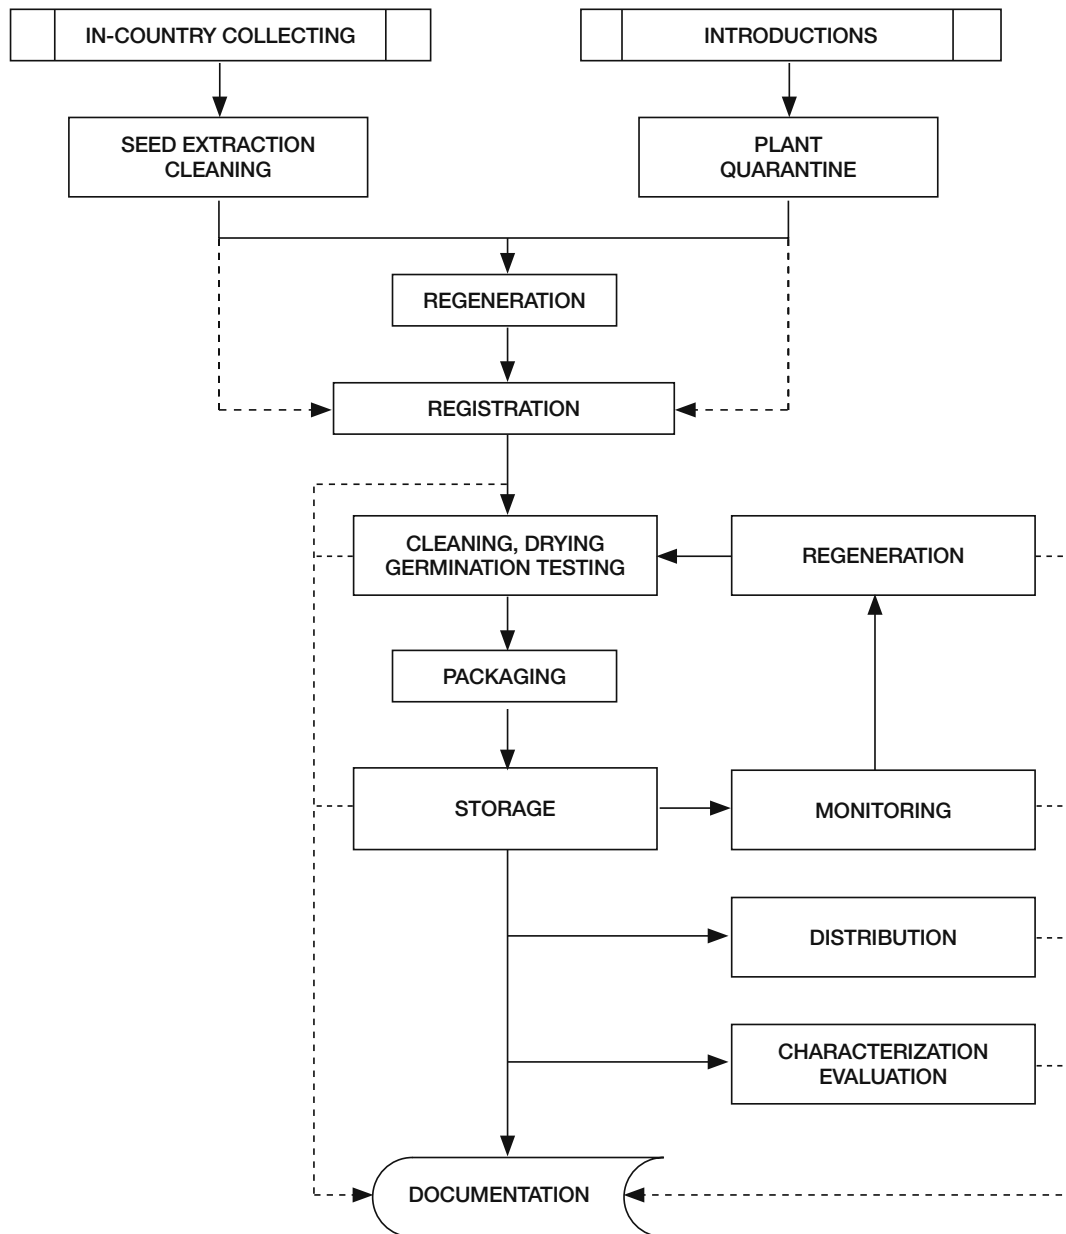 IN-COUNTRY COLLECTING
INTRODUCTIONS
SEED EXTRACTION
CLEANING
PLANT
QUARANTINE
REGENERATION
REGISTRATION
CLEANING, DRYING
GERMINATION TESTING
REGENERATION
PACKAGING
STORAGE
MONITORING
DISTRIBUTION
CHARACTERIZATION
EVALUATION
DOCUMENTATION